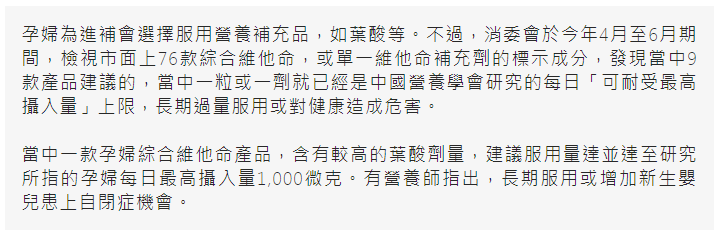 孕婦為進補會選擇服用營養補充品，如葉酸等。不過，消委會於今年4月至6月期
間，檢視市面上76款綜合維他命，或單一維他命補充劑的標示成分，發現當中9
款產品建議的，當中一粒或一劑就已經是中國營養學會研究的每日「可耐受最高
攝入量」上限，長期過量服用或對健康造成危害。
當中一款孕婦綜合維他命產品，含有較高的葉酸劑量，建議服用量達並達至研究
所指的孕婦每日最高攝入量1,000微克。有營養師指出，長期服用或增加新生嬰
兒患上自閉症機會。